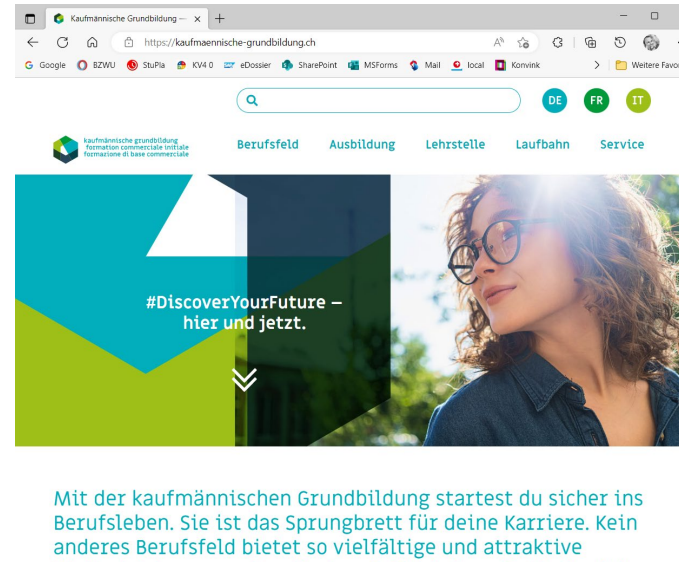 Kaufmännische Grundbildung —
https://kaufmaennische-grundbildung.ch
Google BZWU StuPla KV4 0 eDossier SharePoint MSForms Mail local Konvink Weitere Favo
DE FR IT
kaufmännische grundbildung
formation commerciale initiale
formazione di base commerciale
Berufsfeld Ausbildung Lehrstelle Laufbahn Service
#DiscoverYourFuture –
hier und jetzt.
Mit der kaufmännischen Grundbildung startest du sicher ins
Berufsleben. Sie ist das Sprungbrett für deine Karriere. Kein
anderes Berufsfeld bietet so vielfältige und attraktive